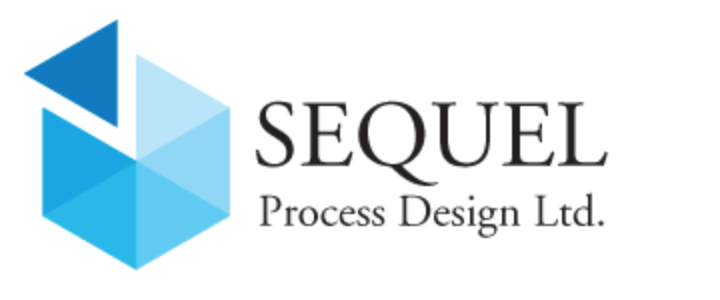 SEQUEL
Process Design Ltd.